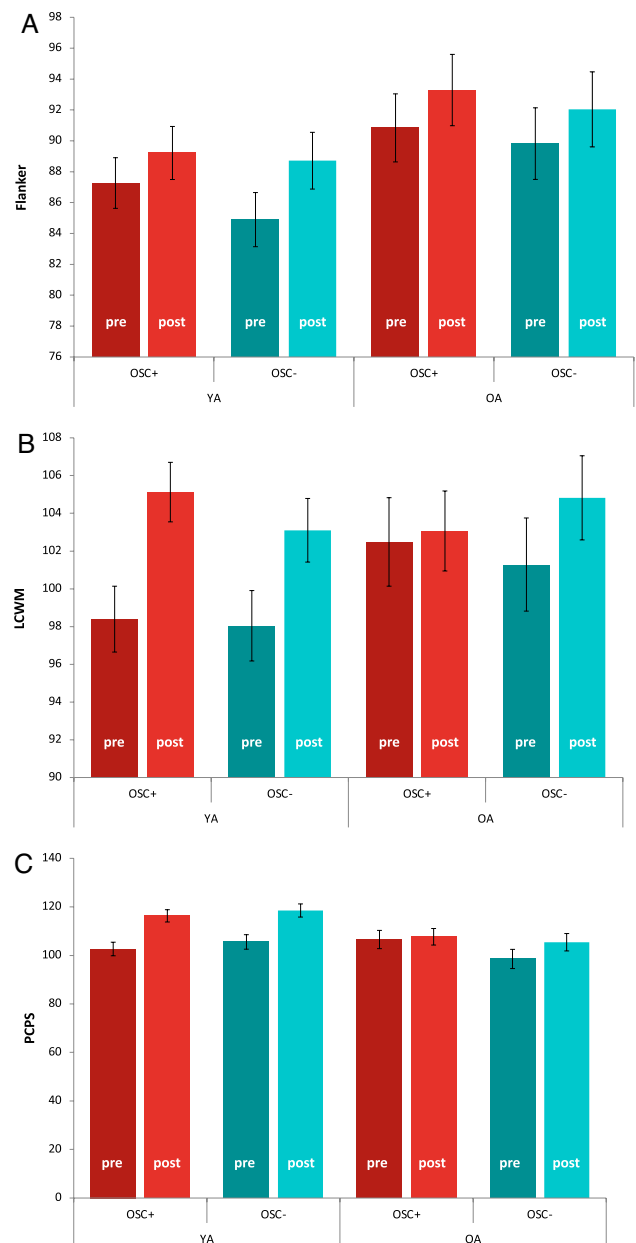 A
98
96
94
92
90
88
86
84
82
80
78
76
Flanker
pre post pre post pre post pre post
OSC+ OSC- OSC+ OSC-
YA OA
B
108
106
104
102
100
98
96
94
92
90
LCWM
pre post pre post pre post pre post
OSC+ OSC- OSC+ OSC-
YA OA
C
140
120
100
80
60
40
20
0
PCPS
pre post pre post pre post pre post
OSC+ OSC- OSC+ OSC-
YA OA